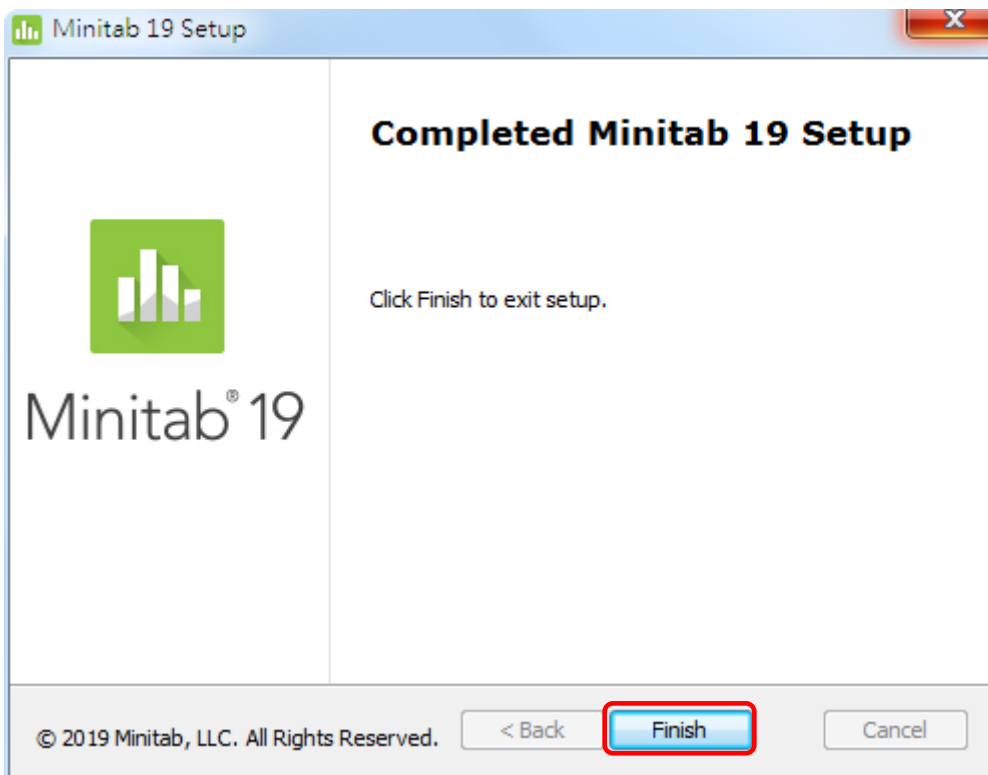 Minitab 19 Setup
Completed Minitab 19 Setup
Click Finish to exit setup.
Minitab® 19
© 2019 Minitab, LLC. All Rights Reserved.
< Back
Finish
Cancel